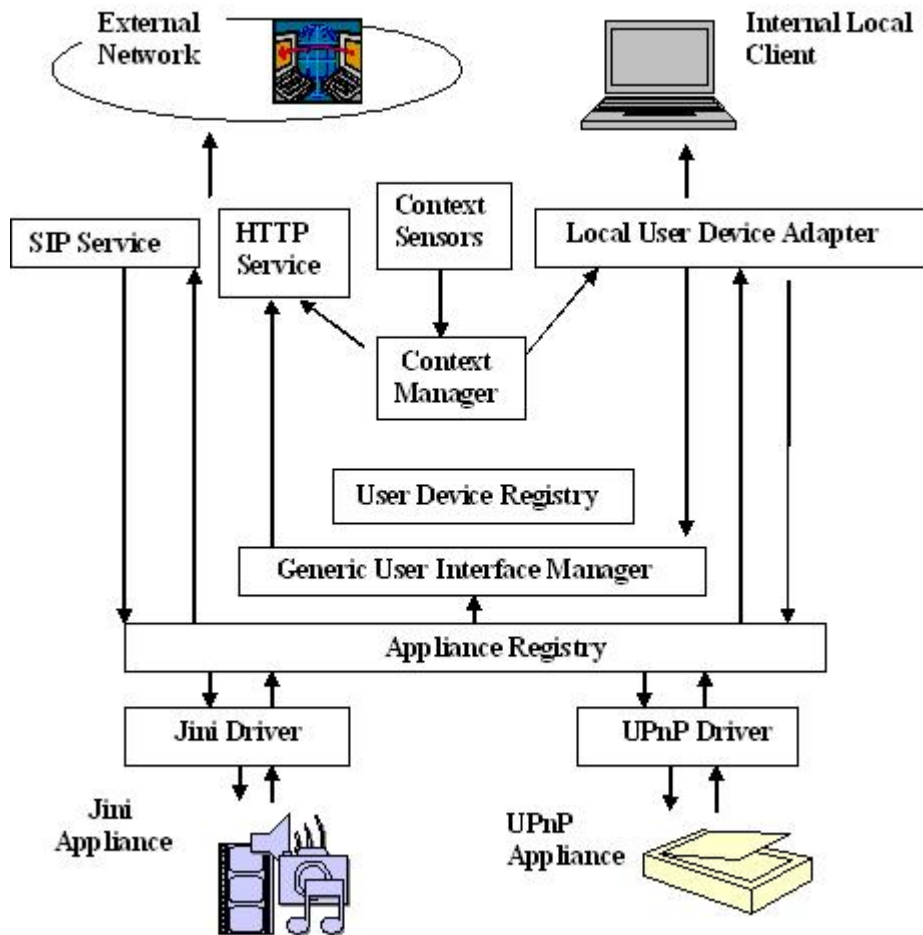 External
Network
Internal Local
Client
SIP Service
HTTP
Service
Context
Sensors
Local User Device Adapter
Context
Manager
User Device Registry
Generic User Interface Manager
Appliance Registry
Jini Driver
UPnP Driver
Jini
Appliance
UPnP
Appliance